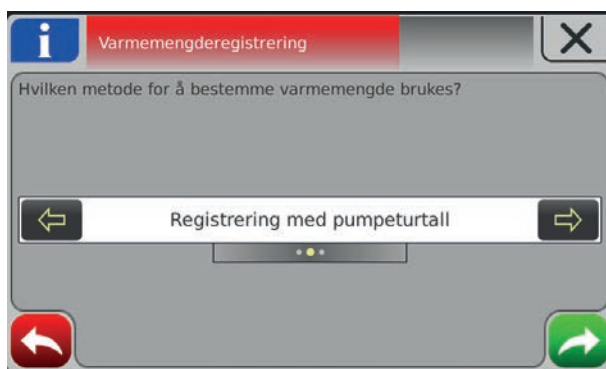 i
Varmemengderegistrering
Hvilken metode for å bestemme varmemengde brukes?
Registrering med pumpeturtall